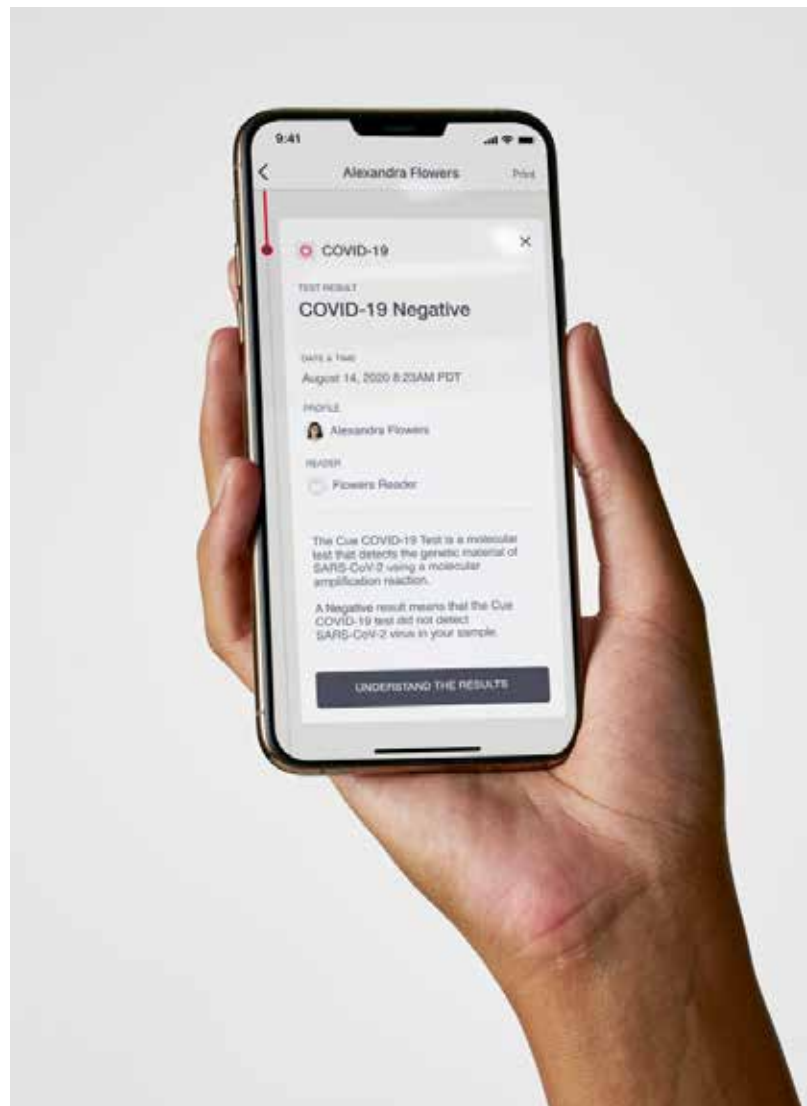 9:41
Alexandra Flowers Print
COVID-19
TEST RESULT
COVID-19 Negative
DATE & TIME
August 14, 2020 8:23AM PDT
PROFILE
Alexandra Flowers
READER
Flowers Reader
The Cue COVID-19 Test is a molecular
test that detects the genetic material of
SARS-CoV-2 using a molecular
amplification reaction.
A Negative result means that the Cue
COVID-19 test did not detect
SARS-CoV-2 virus in your sample.
UNDERSTAND THE RESULTS